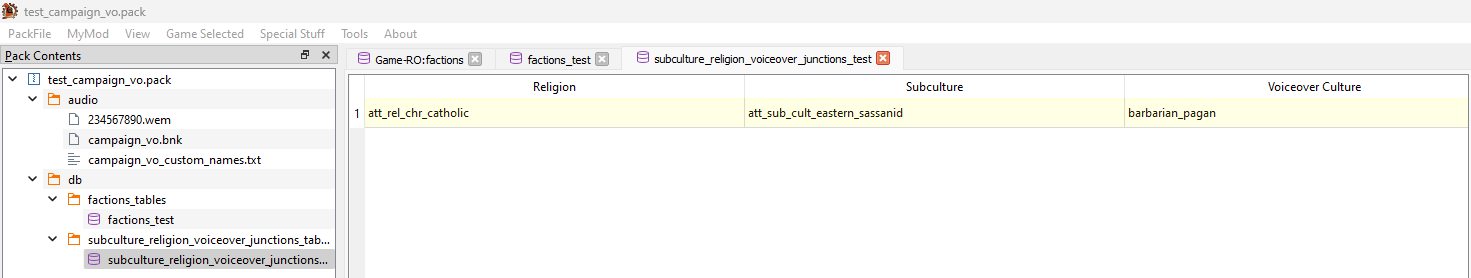 test_campaign_vo.pack
PackFile MyMod View Game Selected Special Stuff Tools About
Pack Contents
test_campaign_vo.pack
audio
234567890.wem
campaign_vo.bnk
campaign_vo_custom_names.txt
db
factions_tables
factions_test
subculture_religion_voiceover_junctions_tab...
subculture_religion_voiceover_junctions...
Game-RO:factions factions_test subculture_religion_voiceover_junctions_test
Religion Subculture Voiceover Culture
1 att_rel_chr_catholic att_sub_cult_eastern_sassanid barbarian_pagan